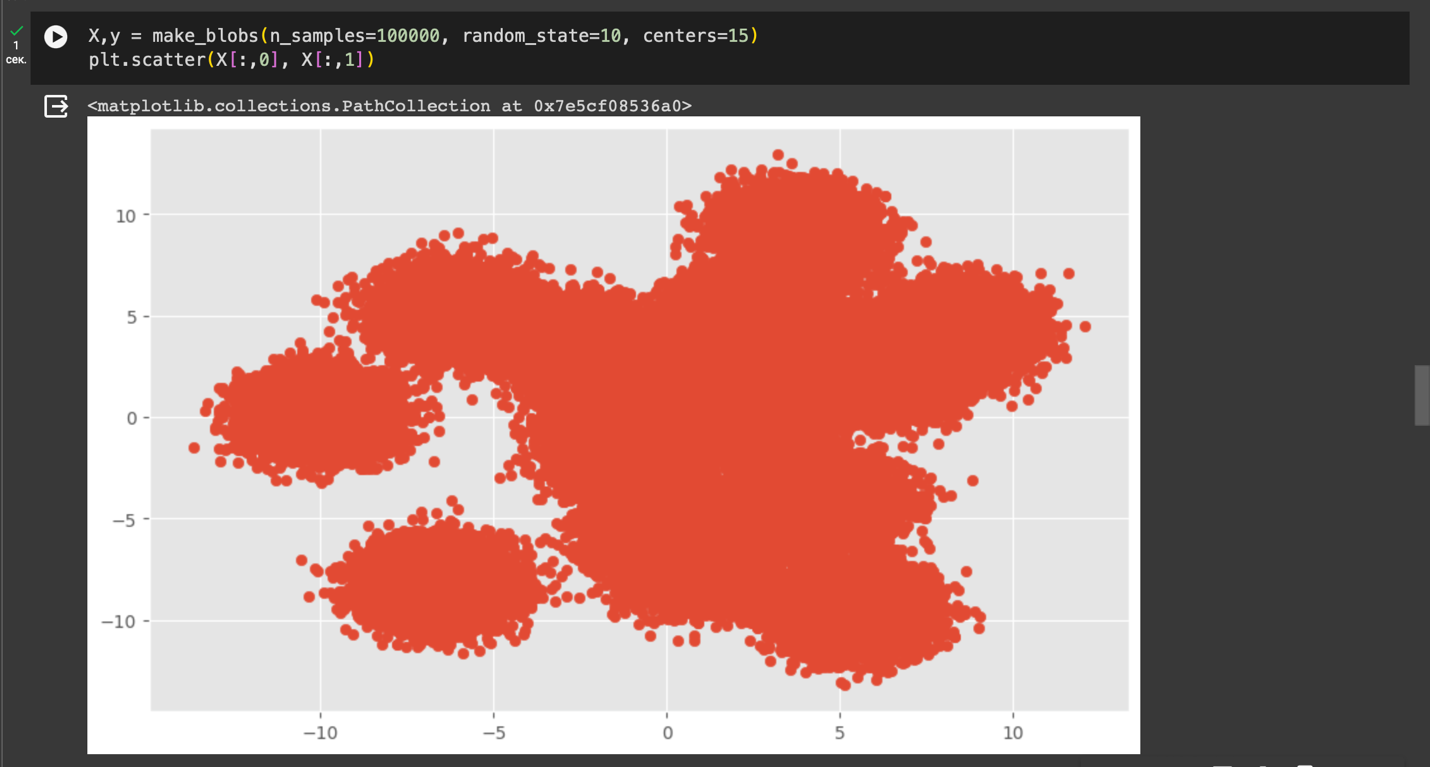 1
сек.
X,y = make_blobs(n_samples=100000, random_state=10, centers=15)
plt.scatter(X[:,0], X[:,1])
<matplotlib.collections.PathCollection at 0x7e5cf08536a0>
10
5
0
−5
−10
−10
−5
0
5
10